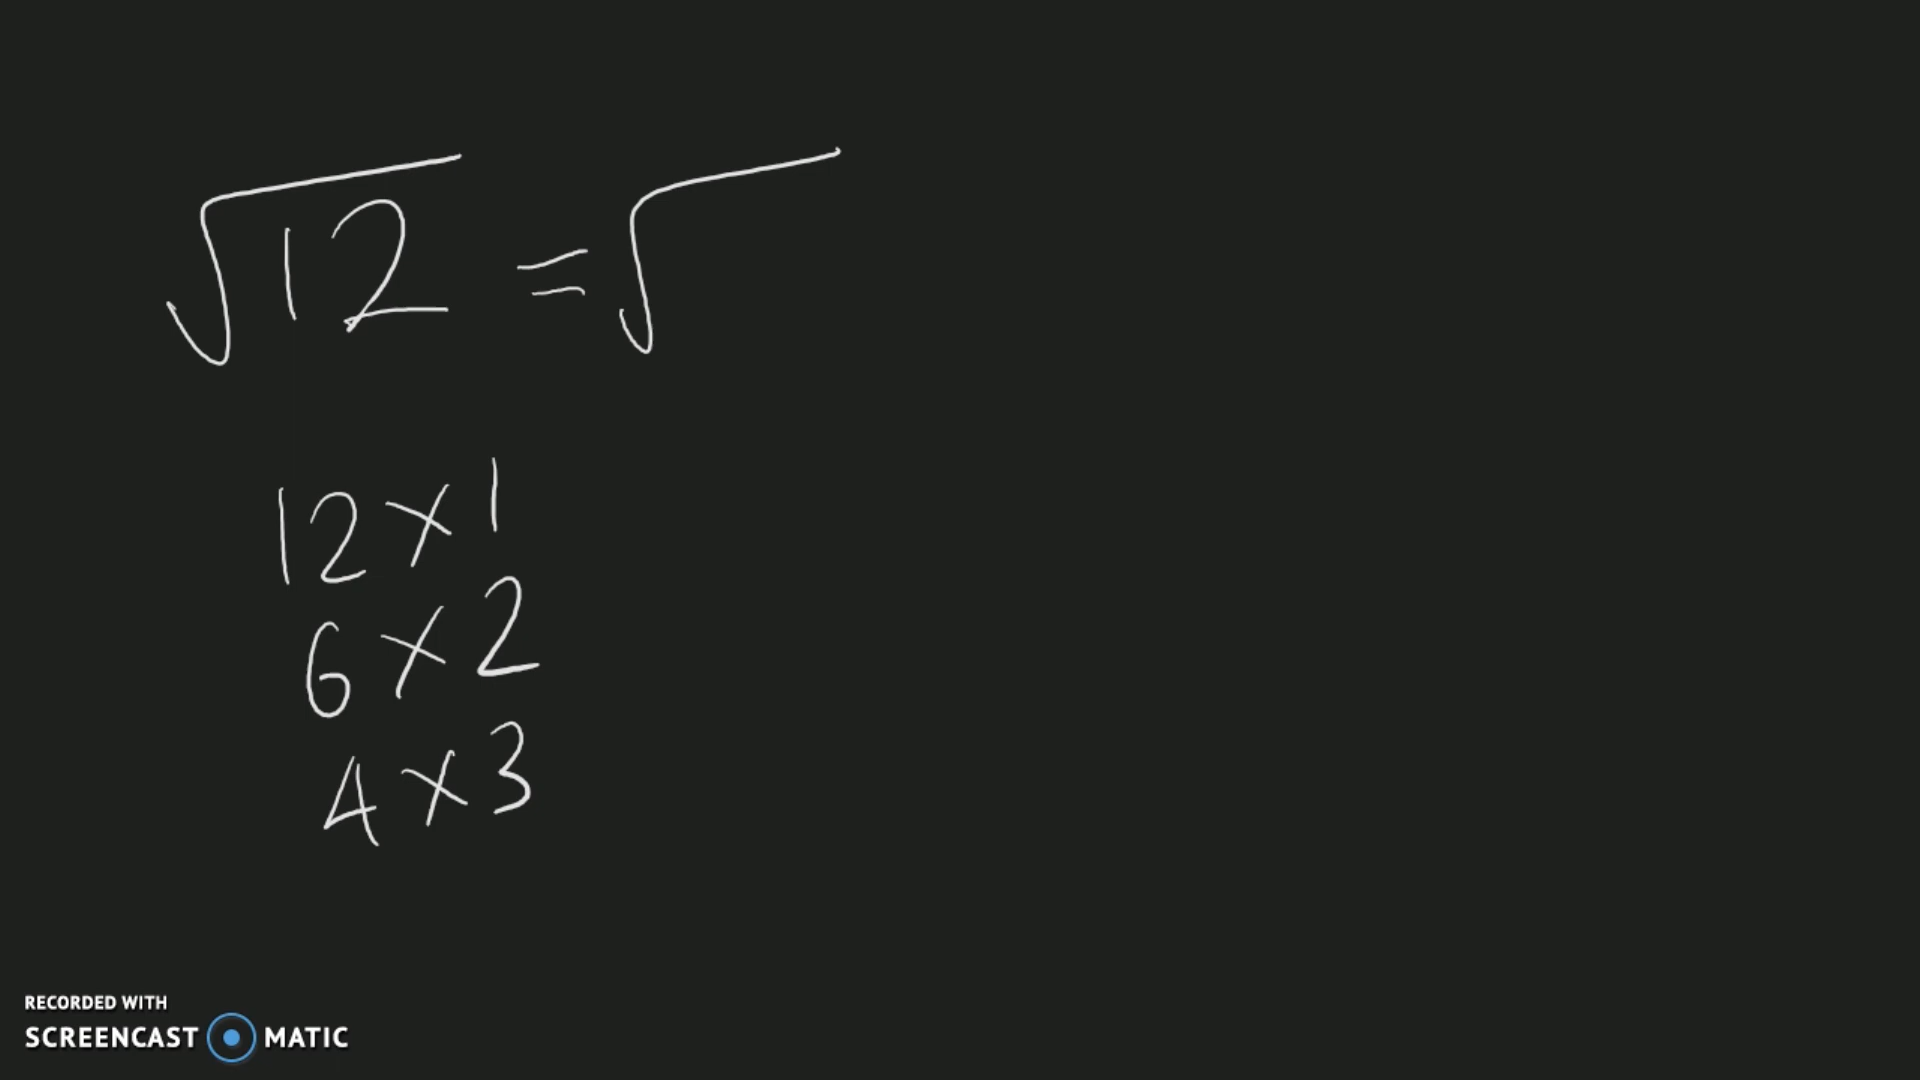 √12 = √
12 × 1
6 × 2
4 × 3
RECORDED WITH
SCREENCAST MATIC